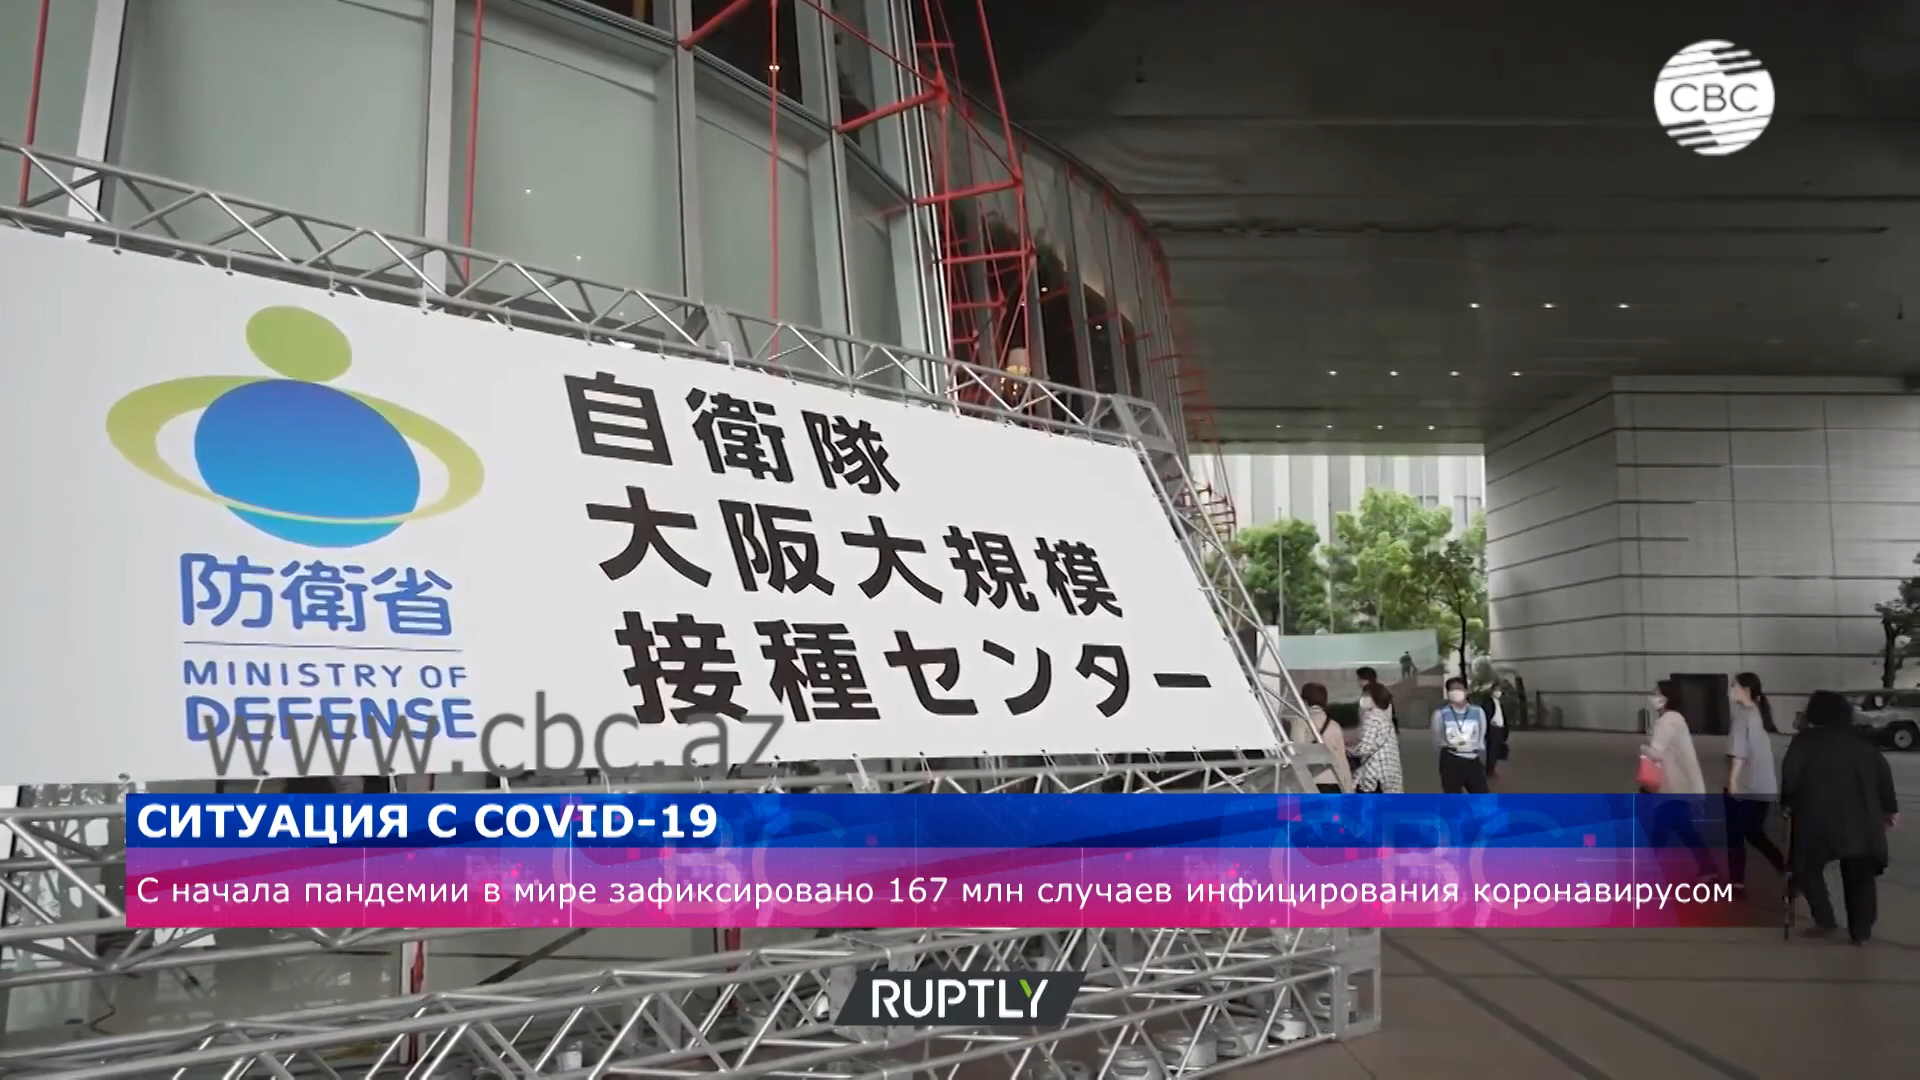 CBC
自衛隊
大阪大規模
接種センター
防衛省
MINISTRY OF
DEFENSE
www.cbc.az
СИТУАЦИЯ С COVID-19
С начала пандемии в мире зафиксировано 167 млн случаев инфицирования коронавирусом
RUPTLY